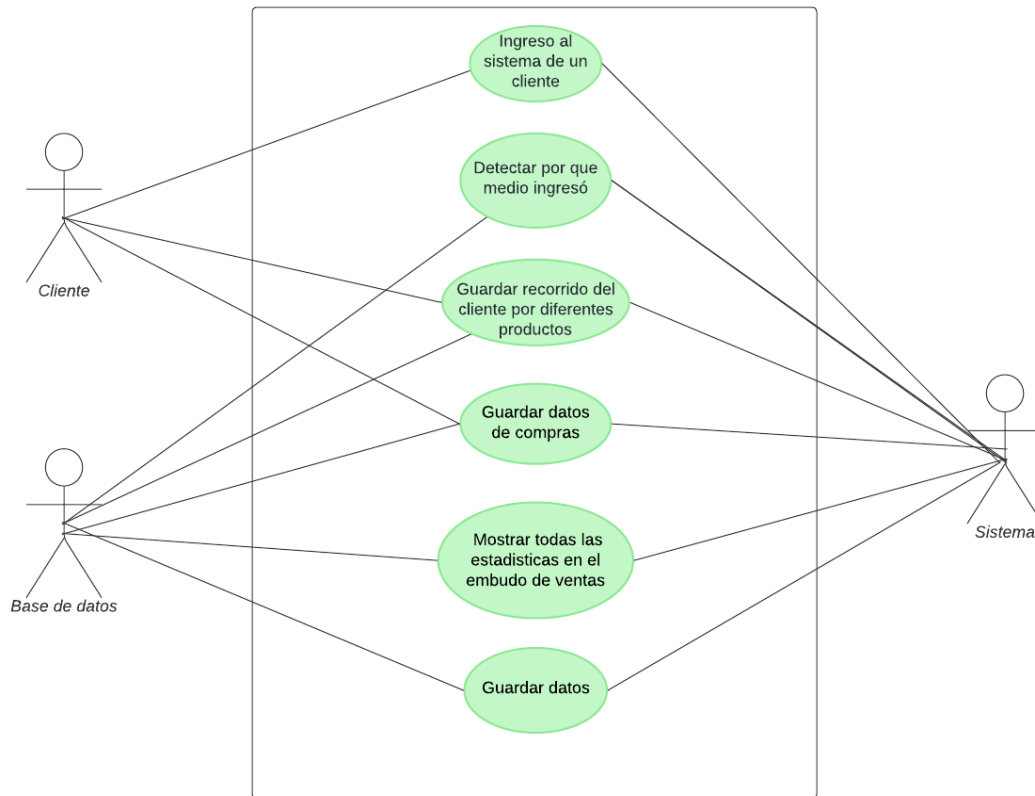 Ingreso al
sistema de un
cliente
Detectar por que
medio ingresó
Cliente
Guardar recorrido del
cliente por diferentes
productos
Guardar datos
de compras
Sistema
Mostrar todas las
estadisticas en el
embudo de ventas
Base de datos
Guardar datos